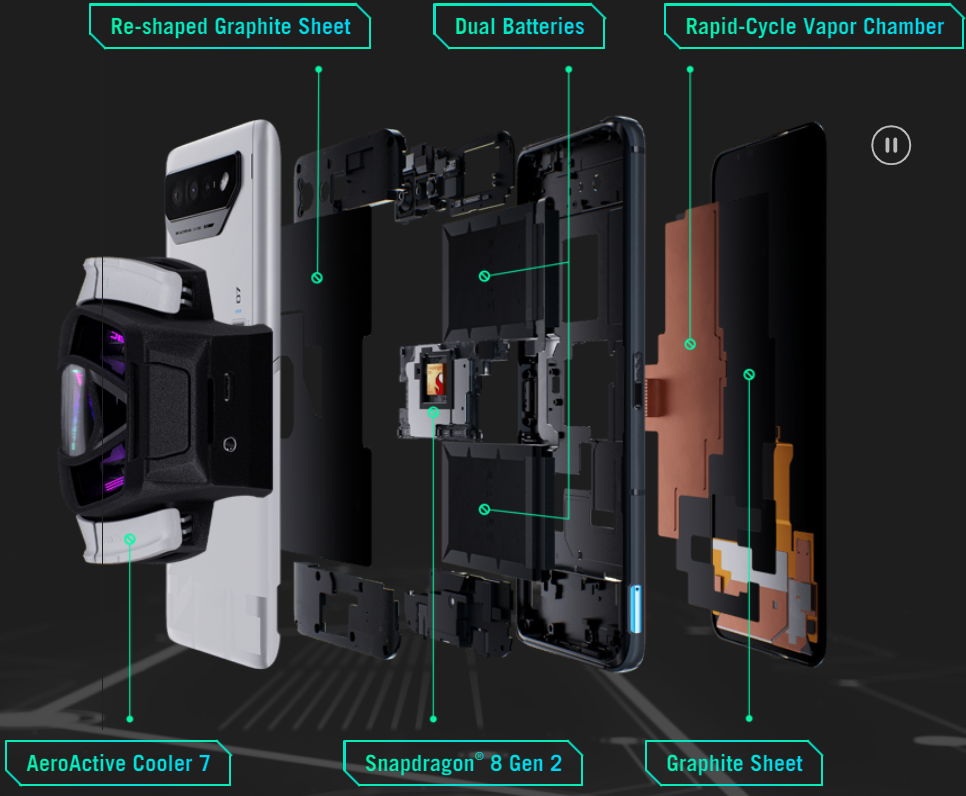 Re-shaped Graphite Sheet
Dual Batteries
Rapid-Cycle Vapor Chamber
07
AeroActive Cooler 7
Snapdragon® 8 Gen 2
Graphite Sheet